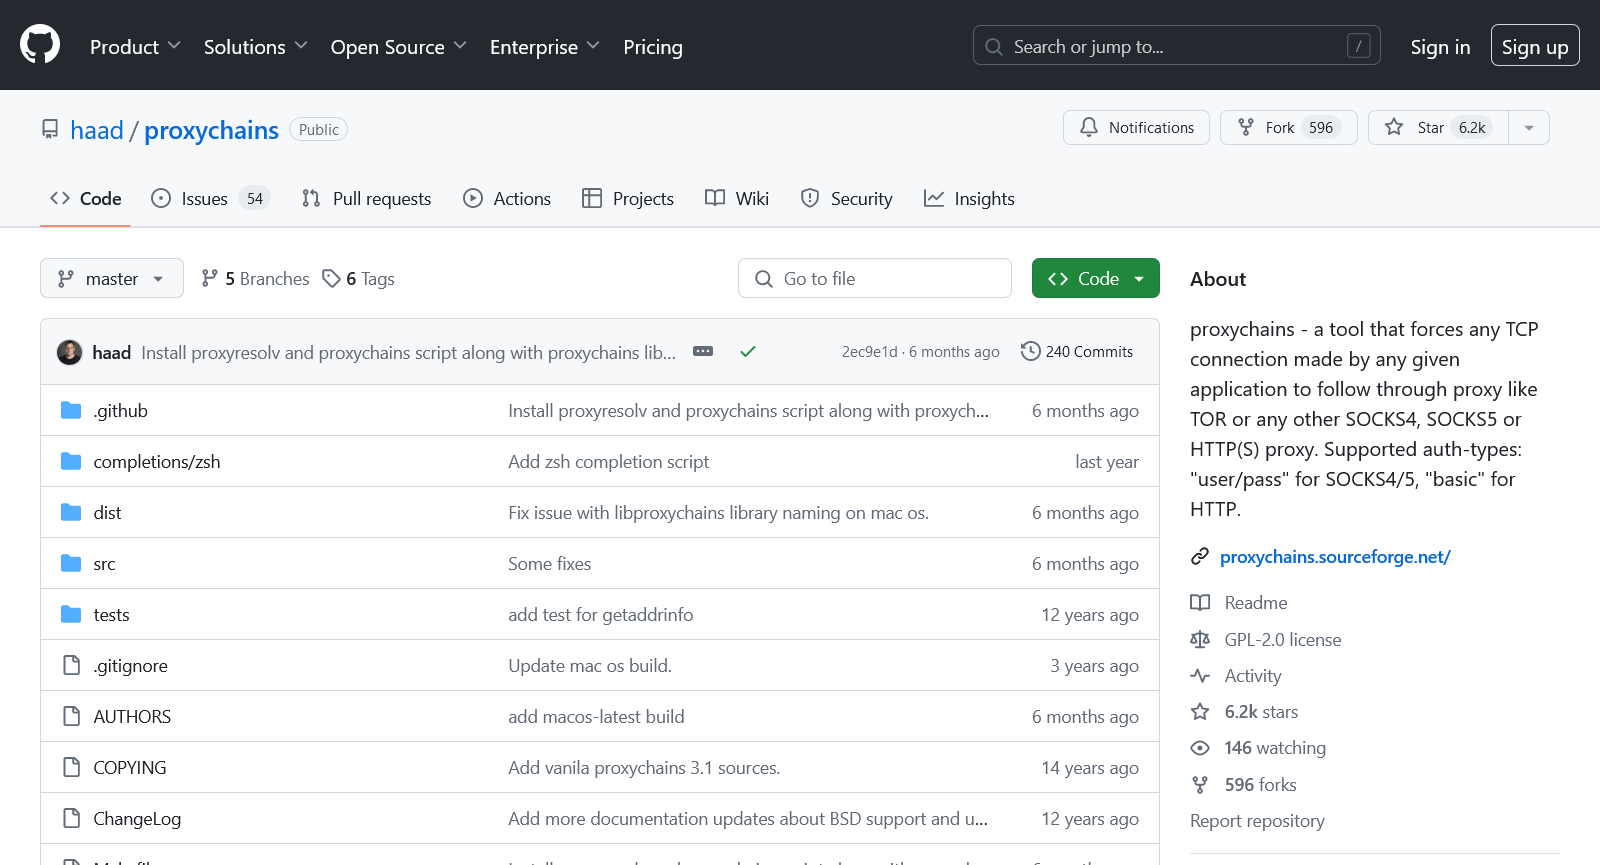 Product Solutions Open Source Enterprise Pricing Search or jump to... / Sign in Sign up
haad / proxychains Public Notifications Fork 596 Star 6.2k
Code Issues 54 Pull requests Actions Projects Wiki Security Insights
master 5 Branches 6 Tags Go to file Code
haad Install proxyresolv and proxychains script along with proxychains lib... 2ec9e1d · 6 months ago 240 Commits
.github Install proxyresolv and proxychains script along with proxych... 6 months ago
completions/zsh Add zsh completion script last year
dist Fix issue with libproxychains library naming on mac os. 6 months ago
src Some fixes 6 months ago
tests add test for getaddrinfo 12 years ago
.gitignore Update mac os build. 3 years ago
AUTHORS add macos-latest build 6 months ago
COPYING Add vanila proxychains 3.1 sources. 14 years ago
ChangeLog Add more documentation updates about BSD support and u... 12 years ago
About
proxychains - a tool that forces any TCP
connection made by any given
application to follow through proxy like
TOR or any other SOCKS4, SOCKS5 or
HTTP(S) proxy. Supported auth-types:
"user/pass" for SOCKS4/5, "basic" for
HTTP.
proxychains.sourceforge.net/
Readme
GPL-2.0 license
Activity
6.2k stars
146 watching
596 forks
Report repository